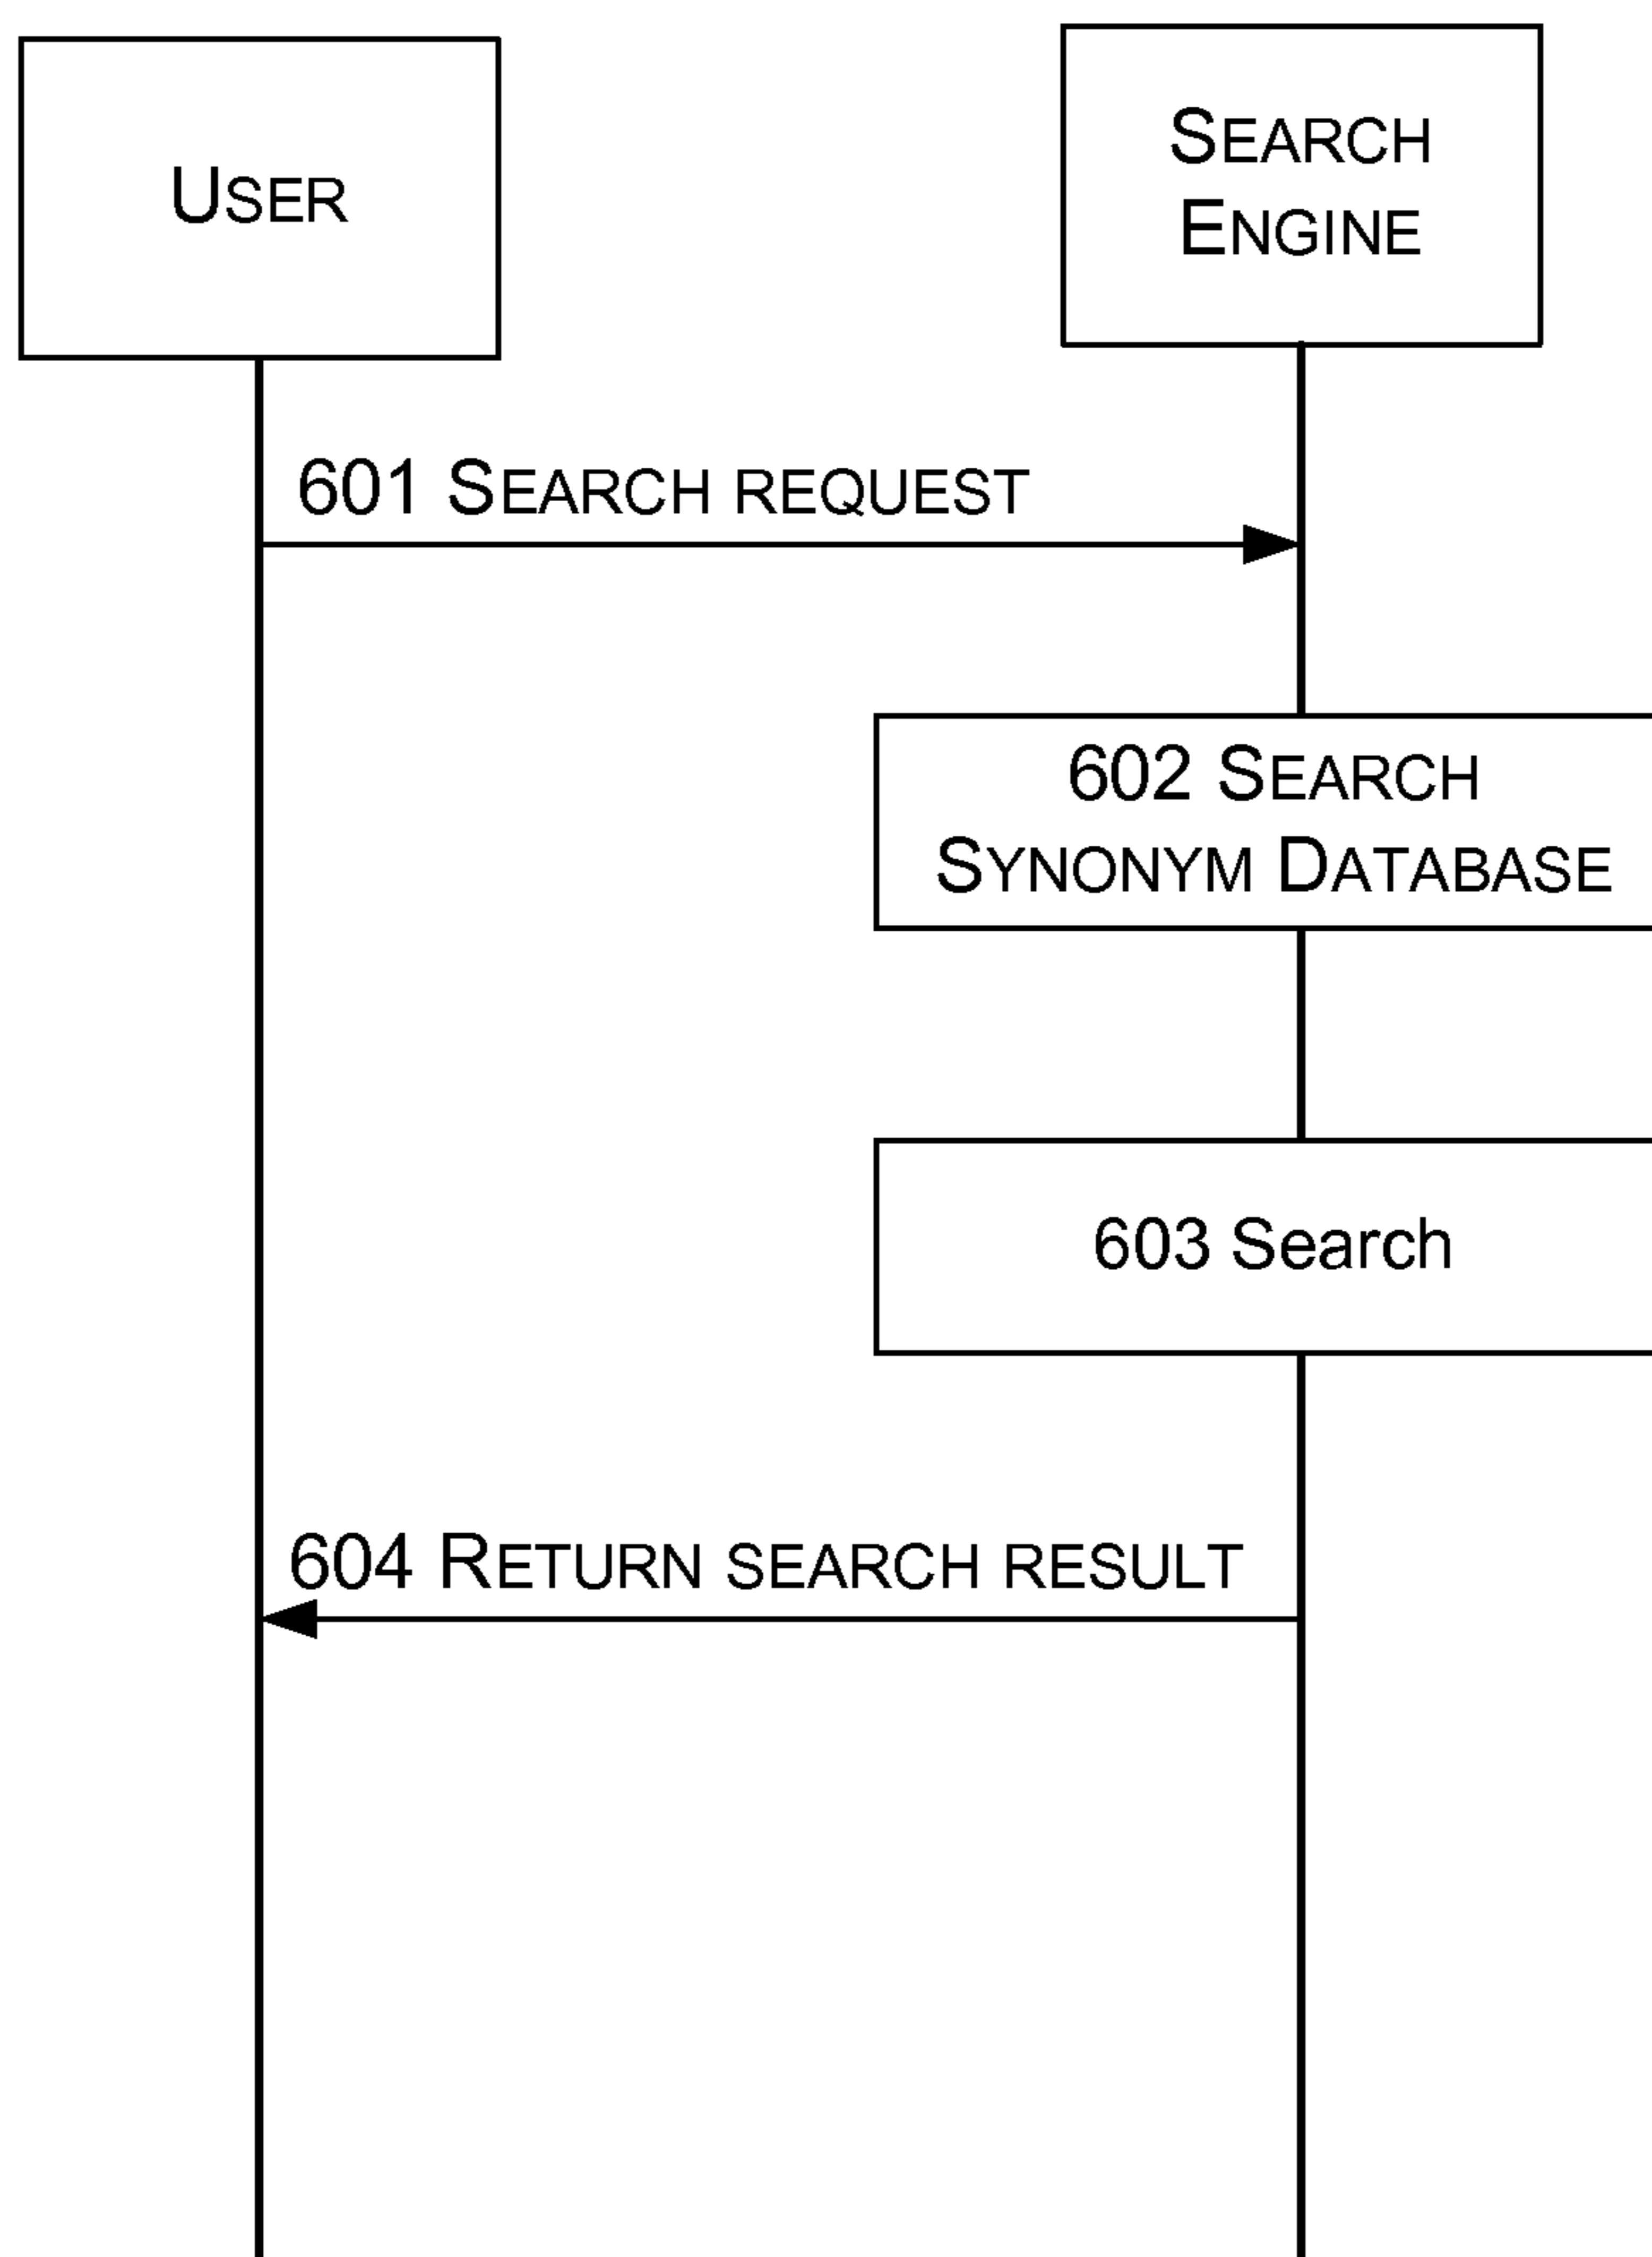 USER
SEARCH
ENGINE
601 SEARCH REQUEST
602 SEARCH
SYNONYM DATABASE
603 Search
604 RETURN SEARCH RESULT